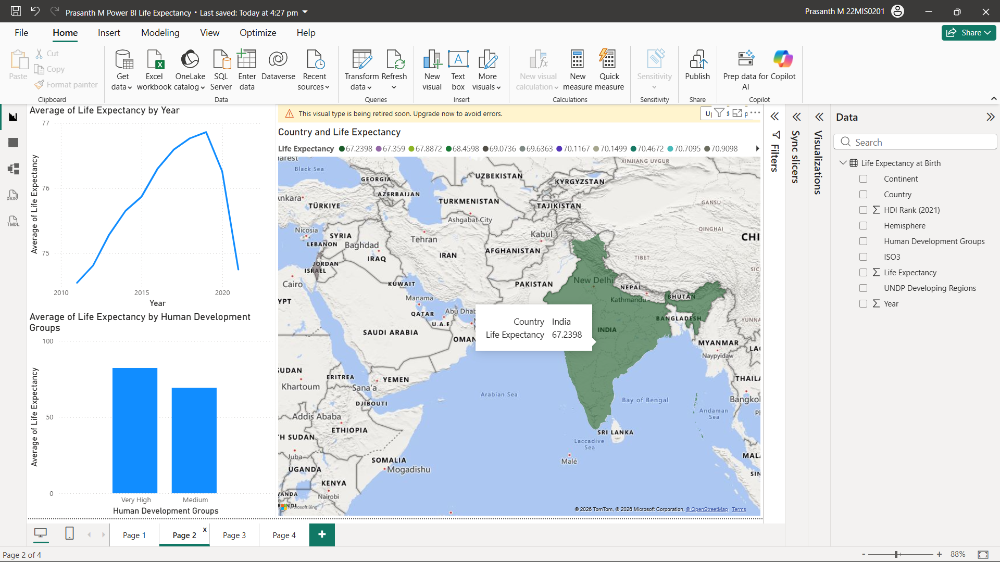 Prasanth M Power BI Life Expectancy • Last saved: Today at 4:27 pm
Prasanth M 22MIS0201
File Home Insert Modeling View Optimize Help
Share
Paste
Cut
Copy
Format painter
Clipboard
Get data
Excel workbook
OneLake catalog
SQL Server
Enter data
Dataverse
Recent sources
Data
Transform data
Refresh
Queries
New visual
Text box
More visuals
Insert
New visual calculation
New measure
Quick measure
Calculations
Sensitivity
Sensitivity
Publish
Share
Prep data for AI
Copilot
Copilot
DAX
TMDL
Average of Life Expectancy by Year
77
76
75
2010 2015 2020
Year
Average of Life Expectancy
Average of Life Expectancy by Human Development
Groups
100
50
0
Very High Medium
Human Development Groups
Average of Life Expectancy
This visual type is being retired soon. Upgrade now to avoid errors.
Country and Life Expectancy
Life Expectancy 67.2398 67.359 67.8872 68.4598 69.0736 69.6363 70.1167 70.1499 70.4672 70.7095 70.9098
arest
Black Sea
GEORGIA
UZBEKISTAN
KYRGYZSTAN
XINJIANG UYGUR
nkara
AZERBAIJAN
TÜRKIYE
TURKMENISTAN
TAJIKISTAN
GANSU
Ashgabat City
Nicosia
SYRIA
LEBANON
Baghdad
Tehran
Kabul
QINGHAI
CHI
IRAQ
IRAN
AFGHANISTAN
TIBET
JORDAN
ISRAEL
SIC
Cairo
KUWAIT
PAKISTAN
New Delhi
NEPAL
YPT
Manama
Kathmandu
BHUTAN
QATAR
Abu Dhab
U.A.E.
BANGLADESH
YUNNA
SAUDI ARABIA
OMAN
INDIA
Country India
Life Expectancy 67.2398
MYANMAR
LAO
Naypyidaw
SUDAN
ERITREA
YEMEN
THAILA
Khartoum
Sana'a
Arabian Sea
Bay of Bengal
Bangkol
DJIBOUTI
Addis Ababa
Andaman
Sea
ETHIOPIA
SRI LANKA
TH SUDAN
Laccadive
Sea
Juba
SOMALIA
Malé
MAL
UGANDA
Mogadishu
SIN
KENYA
Nairobi
Microsoft Bing
© 2026 TomTom, © 2026 Microsoft Corporation, © OpenStreetMap Terms
Filters
Sync slicers
Visualizations
Data
Search
Life Expectancy at Birth
Continent
Country
Σ HDI Rank (2021)
Hemisphere
Human Development Groups
ISO3
Σ Life Expectancy
UNDP Developing Regions
Σ Year
Page 1 Page 2 x Page 3 Page 4 +
Page 2 of 4
- + 88%